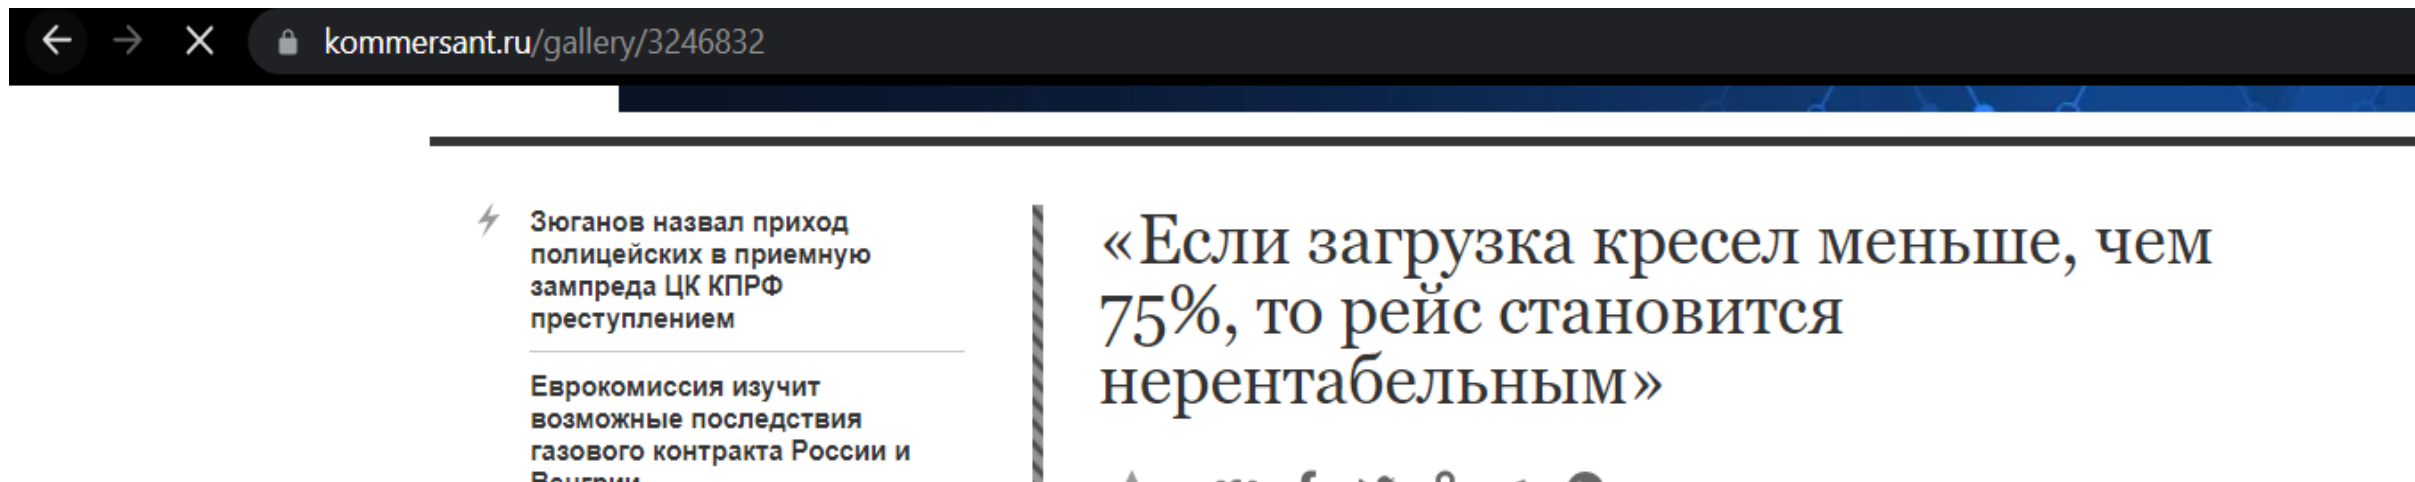 kommersant.ru/gallery/3246832
Зюганов назвал приход
полицейских в приемную
зампреда ЦК КПРФ
преступлением
Еврокомиссия изучит
возможные последствия
газового контракта России и
«Если загрузка кресел меньше, чем
75%, то рейс становится
нерентабельным»